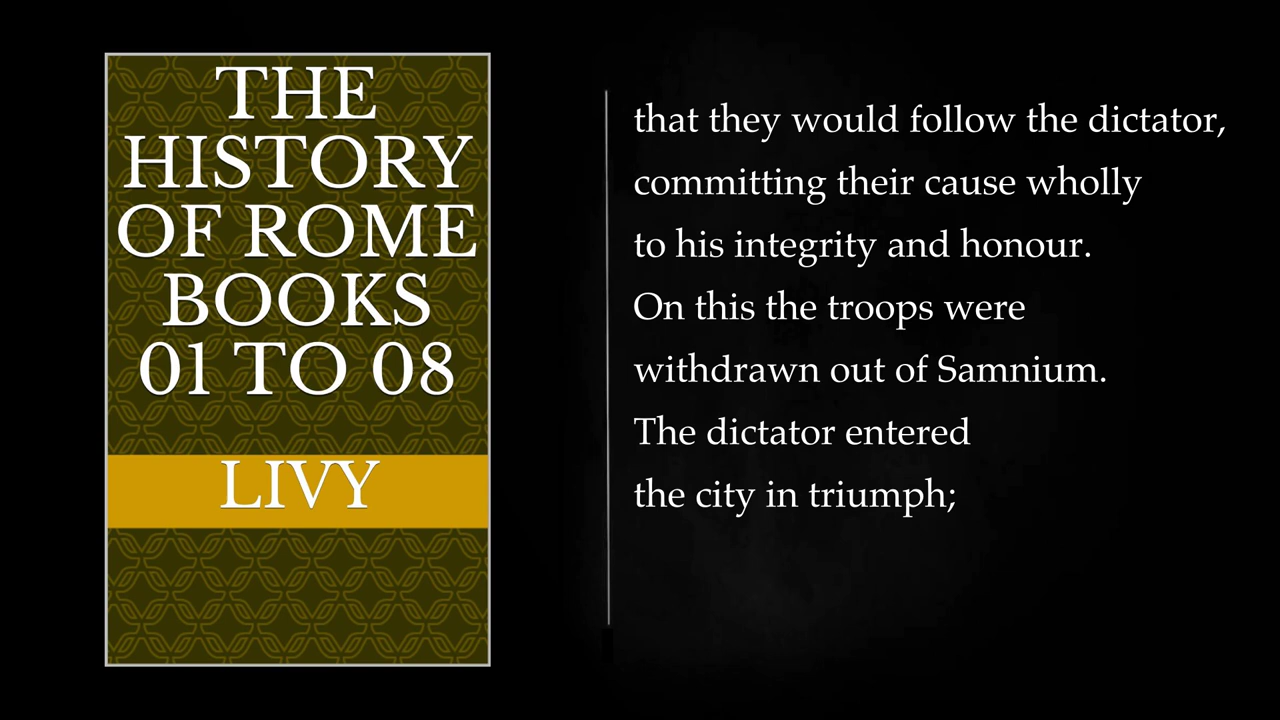 THE
HISTORY
OF ROME
BOOKS
01 TO 08
LIVY
that they would follow the dictator,
committing their cause wholly
to his integrity and honour.
On this the troops were
withdrawn out of Samnium.
The dictator entered
the city in triumph;